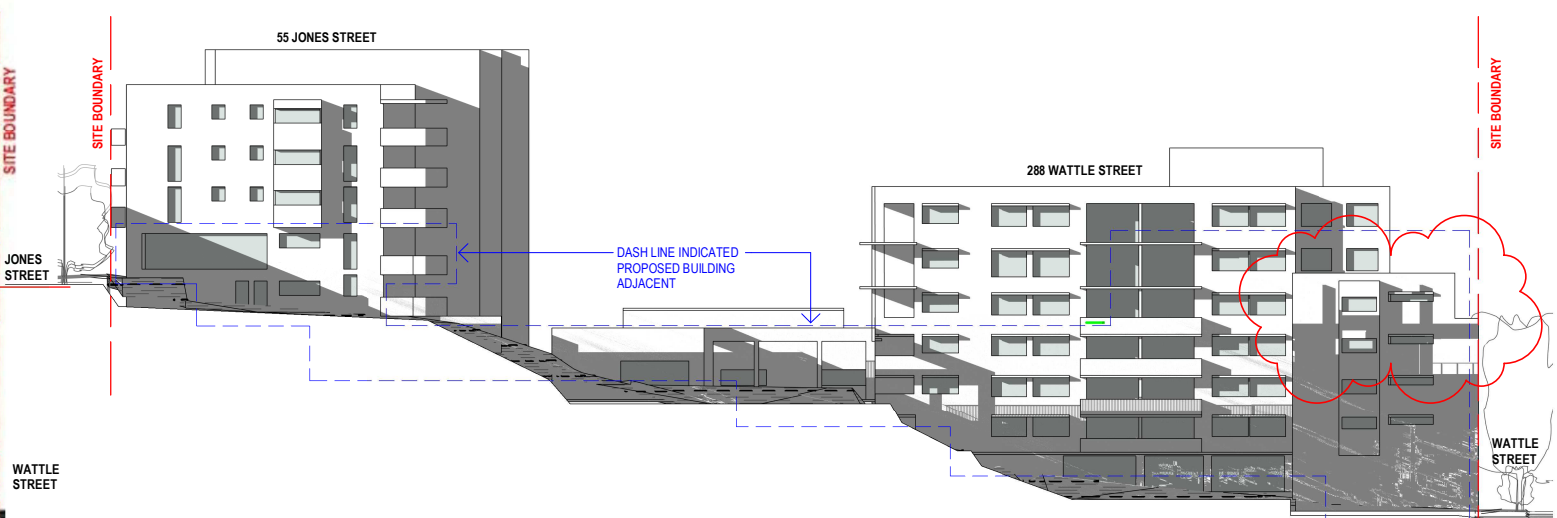 SITE BOUNDARY
SITE BOUNDARY
55 JONES STREET
288 WATTLE STREET
SITE BOUNDARY
DASH LINE INDICATED
PROPOSED BUILDING
ADJACENT
JONES
STREET
WATTLE
STREET
WATTLE
STREET